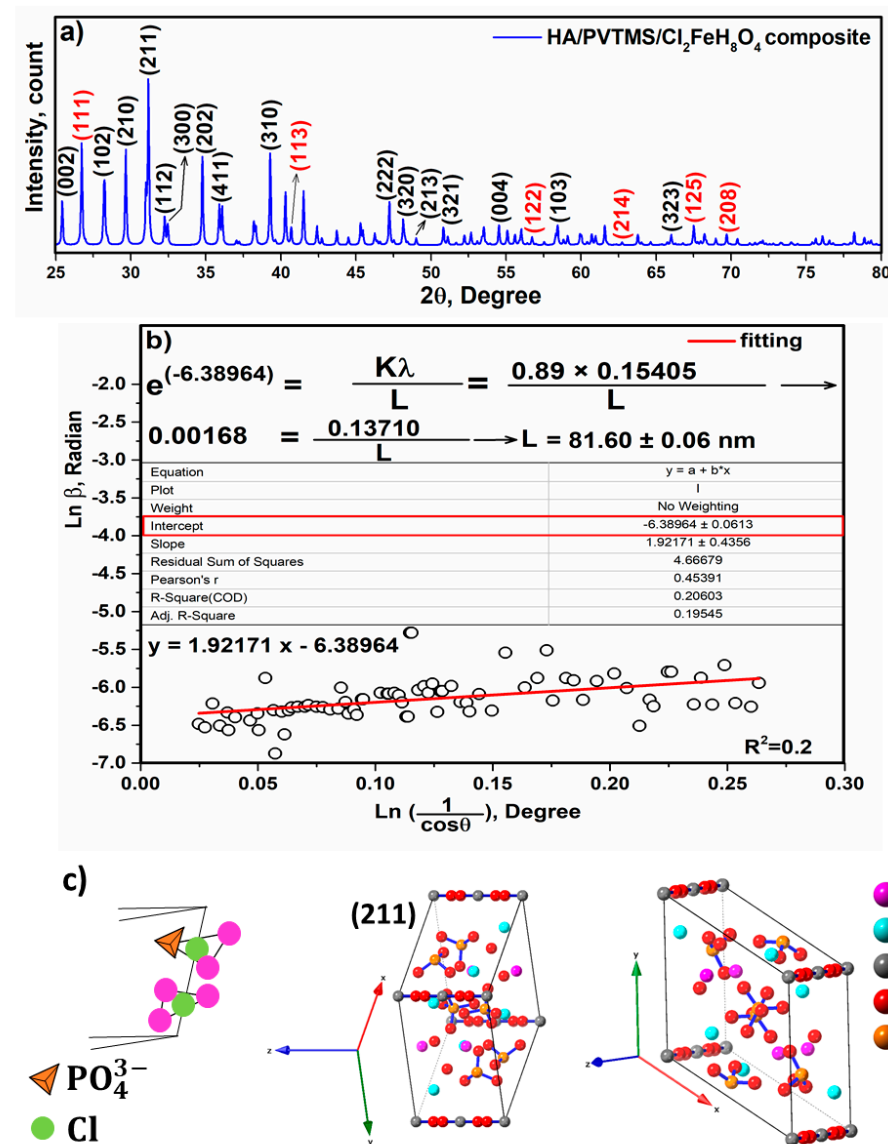 a)
HA/PVTMS/Cl₂FeH₈O₄ composite
Intensity, count
(002)
(111)
(102)
(210)
(211)
(112)
(300)
(202)
(411)
(310)
(113)
(222)
(320)
(213)
(321)
(004)
(122)
(103)
(214)
(323)
(125)
(208)
25 30 35 40 45 50 55 60 65 70 75 80
2θ, Degree
b)
fitting
e^(-6.38964) = Kλ / L = 0.89 × 0.15405 / L
0.00168 = 0.13710 / L L = 81.60 ± 0.06 nm
Equation y = a + b*x
Plot I
Weight No Weighting
Intercept -6.38964 ± 0.0613
Slope 1.92171 ± 0.4356
Residual Sum of Squares 4.66679
Pearson's r 0.45391
R-Square(COD) 0.20603
Adj. R-Square 0.19545
y = 1.92171 x - 6.38964
R²=0.2
Ln β, Radian
-2.0
-2.5
-3.0
-3.5
-4.0
-4.5
-5.0
-5.5
-6.0
-6.5
-7.0
0.00 0.05 0.10 0.15 0.20 0.25 0.30
Ln (1/cosθ), Degree
c)
(211)
x
z
y
y
z
x
PO₄³⁻
Cl